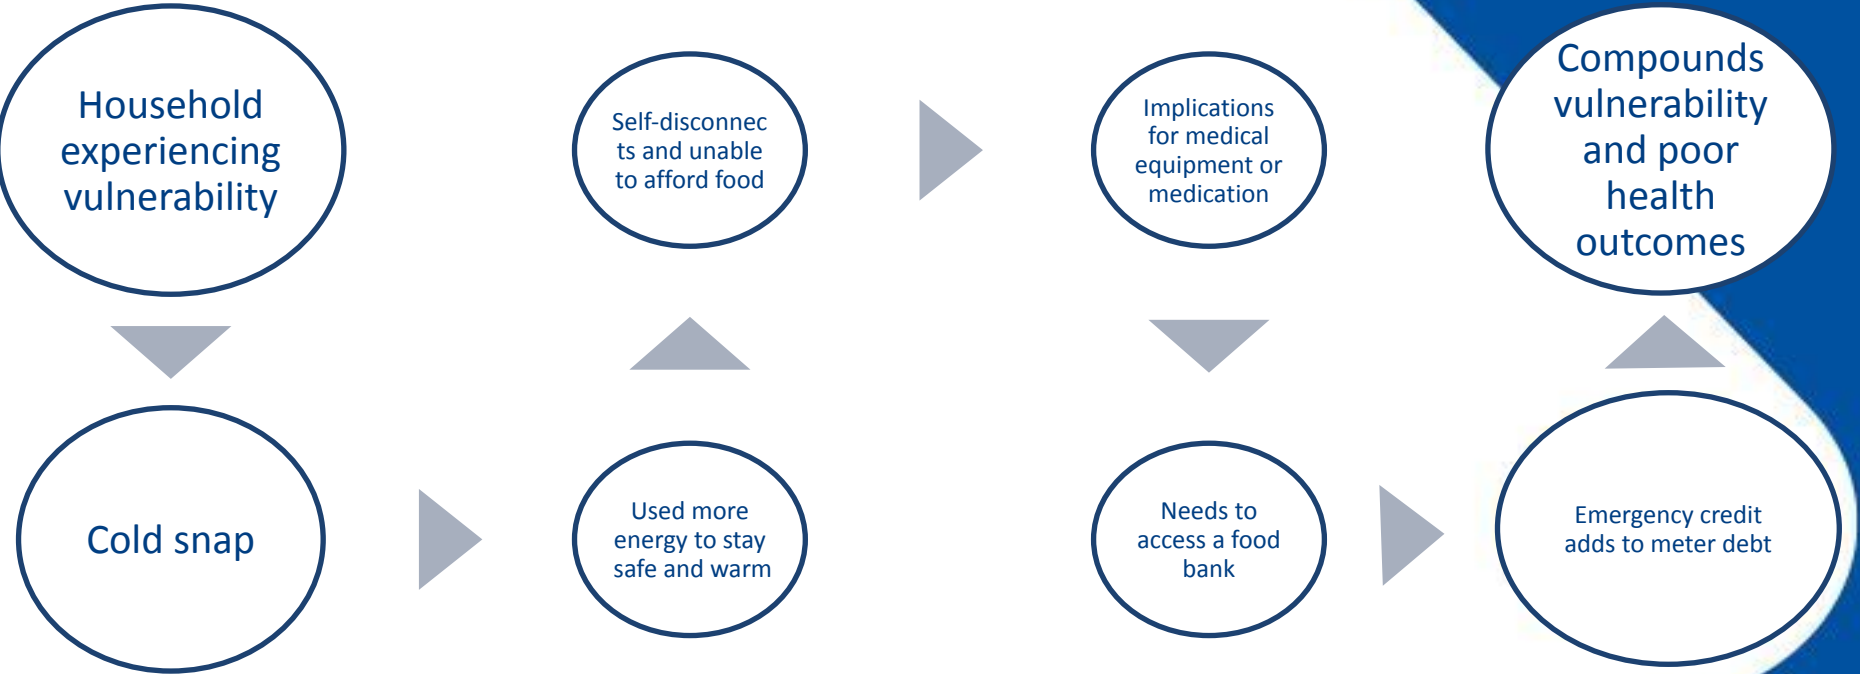 Household
experiencing
vulnerability
Cold snap
Used more
energy to stay
safe and warm
Self-disconnec
ts and unable
to afford food
Implications
for medical
equipment or
medication
Needs to
access a food
bank
Emergency credit
adds to meter debt
Compounds
vulnerability
and poor
health
outcomes